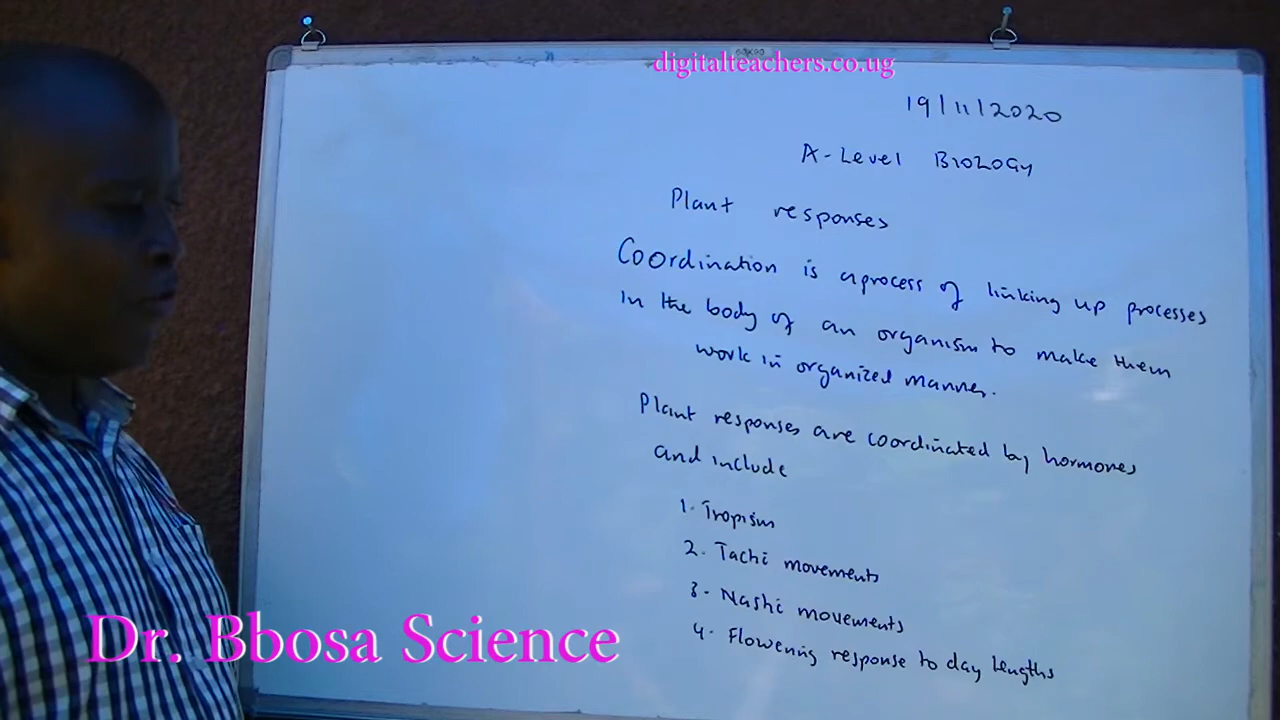 digitalteachers.co.ug
19/11/2020
A-Level BIOLOGY
Plant responses
Coordination is a process of linking up processes
in the body of an organism to make them
work in organized manner.
Plant responses are coordinated by hormones
and include
1. Tropism
2. Tachi movements
3. Nashi movements
4. Flowering response to day lengths
Dr. Bbosa Science